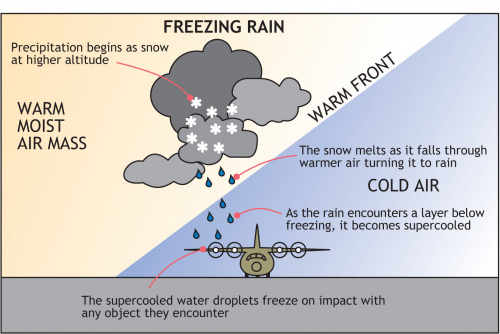 FREEZING RAIN
Precipitation begins as snow
at higher altitude
WARM
MOIST
AIR MASS
WARM FRONT
The snow melts as it falls through
warmer air turning it to rain
COLD AIR
As the rain encounters a layer below
freezing, it becomes supercooled
The supercooled water droplets freeze on impact with
any object they encounter